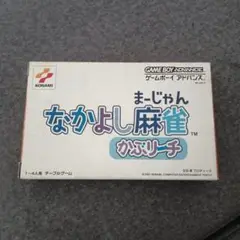 KONAMI
GAME BOY ADVANCE
ゲームボーイ アドバンス
まーじゃん
なかよし麻雀
TM
かぶリーチ
1〜4人用 テーブルゲーム